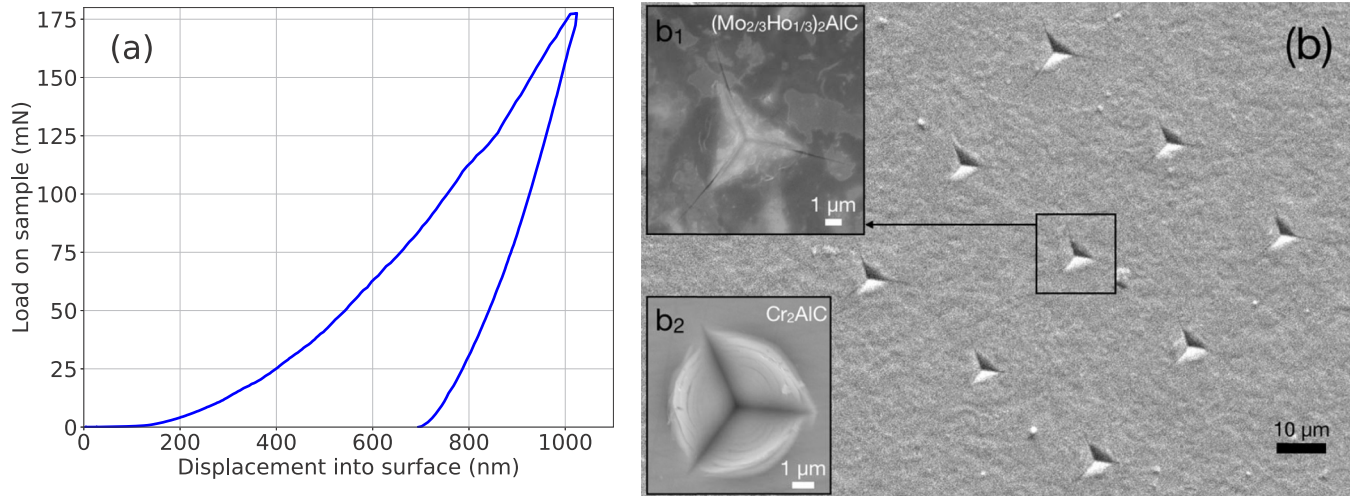 (a)
175
150
125
100
75
50
25
0
0 200 400 600 800 1000
Load on sample (mN)
Displacement into surface (nm)
(b)
b₁
(Mo₂/₃Ho₁/₃)₂AlC
1 μm
b₂
Cr₂AlC
1 μm
10 μm